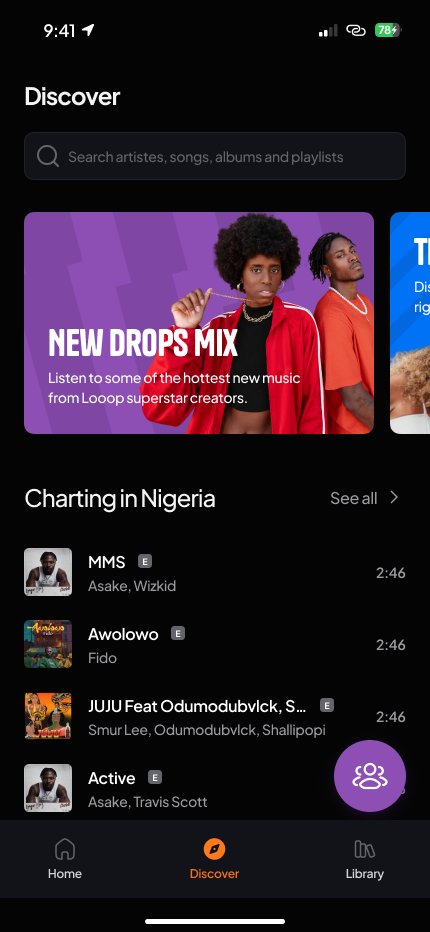 9:41
78
Discover
Search artistes, songs, albums and playlists
NEW DROPS MIX
Listen to some of the hottest new music
from Looop superstar creators.
Charting in Nigeria
See all
MMS E
Asake, Wizkid
2:46
Awolowo E
Fido
2:46
JUJU Feat Odumodubvlck, S... E
Smur Lee, Odumodubvlck, Shallipopi
2:46
Active E
Asake, Travis Scott
Home
Discover
Library